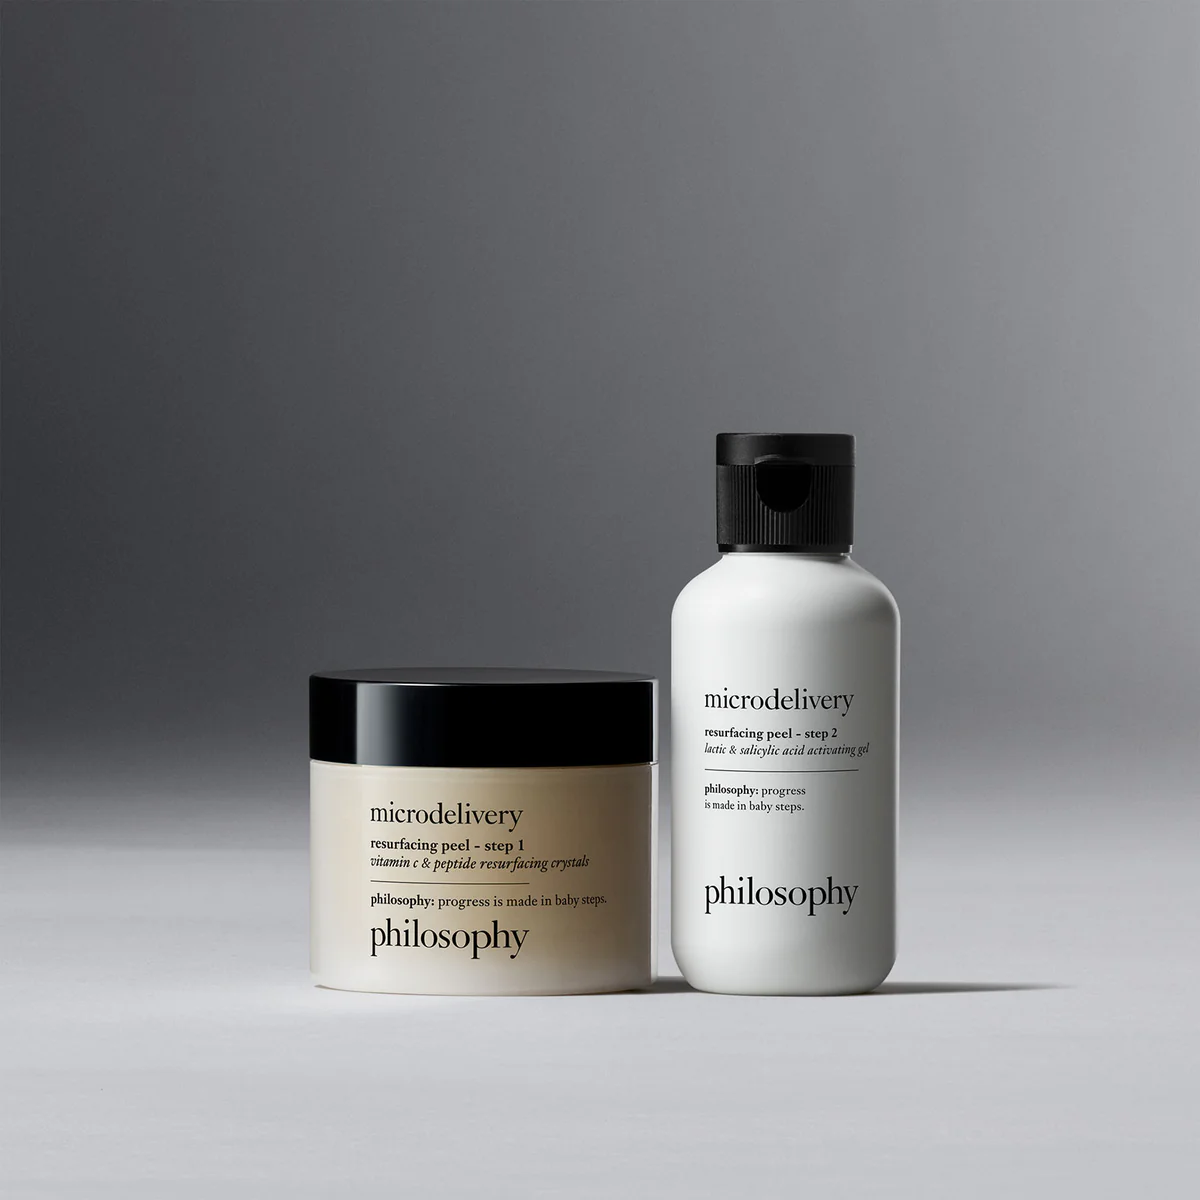 microdelivery
resurfacing peel - step 1
vitamin c & peptide resurfacing crystals
philosophy: progress is made in baby steps.
philosophy
microdelivery
resurfacing peel - step 2
lactic & salicylic acid activating gel
philosophy: progress
is made in baby steps.
philosophy